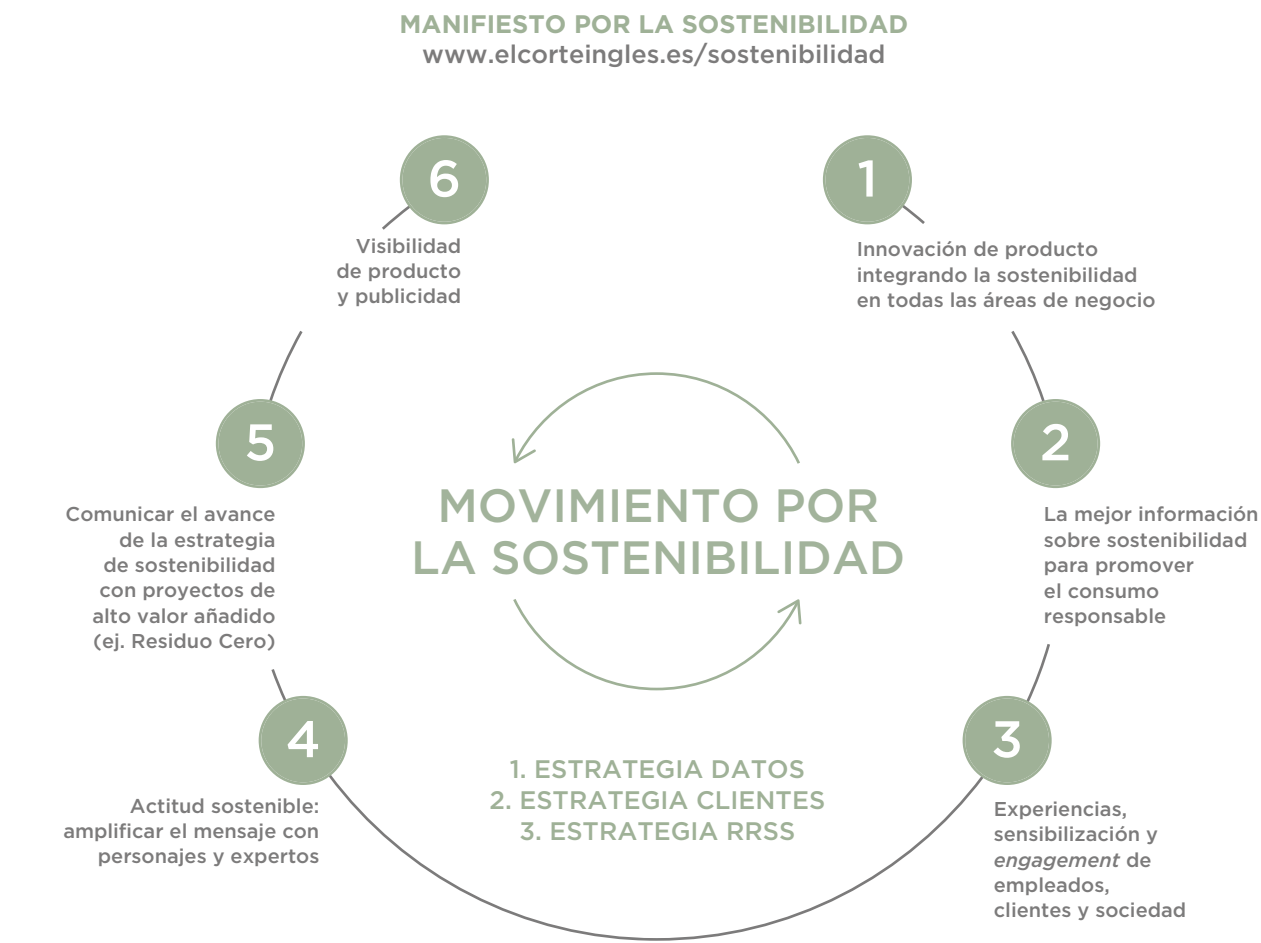 MANIFIESTO POR LA SOSTENIBILIDAD
www.elcorteingles.es/sostenibilidad
1
Innovación de producto
integrando la sostenibilidad
en todas las áreas de negocio
2
La mejor información
sobre sostenibilidad
para promover
el consumo
responsable
3
Experiencias,
sensibilización y
engagement de
empleados,
clientes y sociedad
4
Actitud sostenible:
amplificar el mensaje con
personajes y expertos
5
Comunicar el avance
de la estrategia
de sostenibilidad
con proyectos de
alto valor añadido
(ej. Residuo Cero)
6
Visibilidad
de producto
y publicidad
MOVIMIENTO POR
LA SOSTENIBILIDAD
1. ESTRATEGIA DATOS
2. ESTRATEGIA CLIENTES
3. ESTRATEGIA RRSS